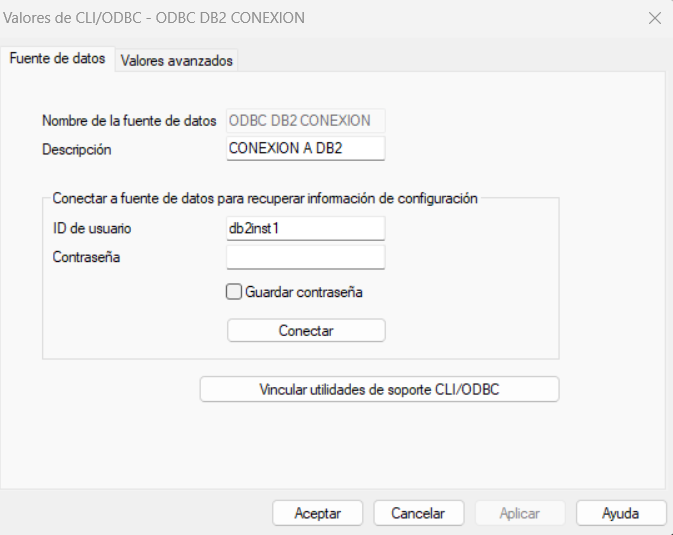 Valores de CLI/ODBC - ODBC DB2 CONEXION
Fuente de datos
Valores avanzados
Nombre de la fuente de datos ODBC DB2 CONEXION
Descripción CONEXION A DB2
Conectar a fuente de datos para recuperar información de configuración
ID de usuario db2inst1
Contraseña
Guardar contraseña
Conectar
Vincular utilidades de soporte CLI/ODBC
Aceptar Cancelar Aplicar Ayuda